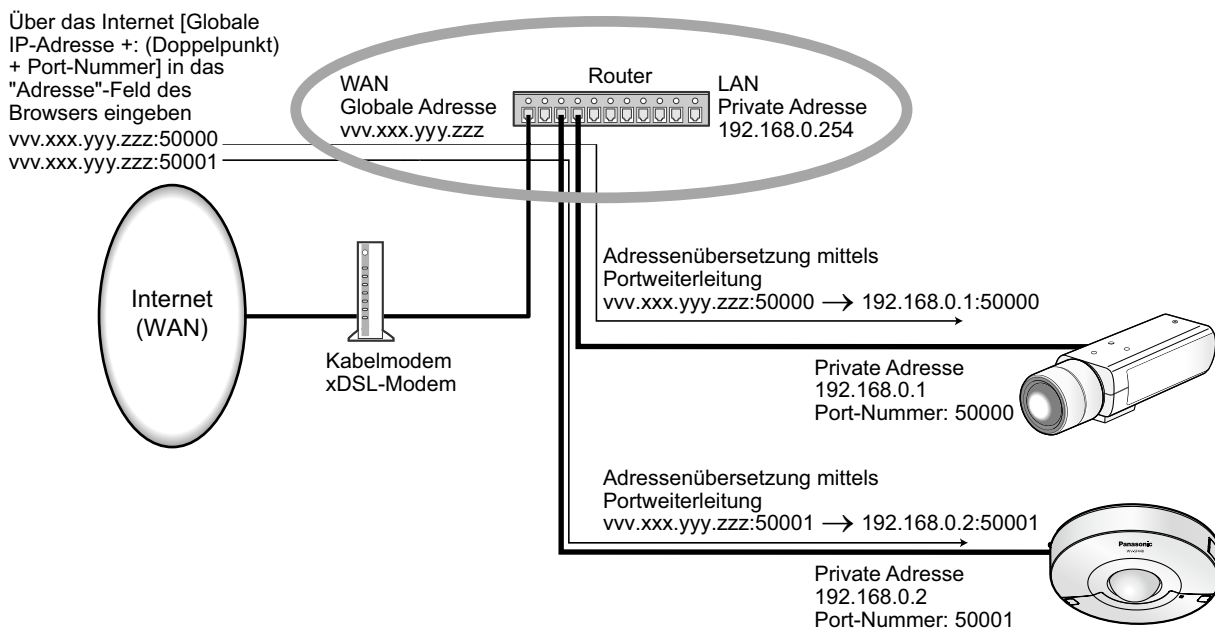 Über das Internet [Globale
IP-Adresse +: (Doppelpunkt)
+ Port-Nummer] in das
"Adresse"-Feld des
Browsers eingeben
vvv.xxx.yyy.zzz:50000
vvv.xxx.yyy.zzz:50001
WAN
Globale Adresse
vvv.xxx.yyy.zzz
Router
LAN
Private Adresse
192.168.0.254
Internet
(WAN)
Kabelmodem
xDSL-Modem
Adressenübersetzung mittels
Portweiterleitung
vvv.xxx.yyy.zzz:50000 → 192.168.0.1:50000
Private Adresse
192.168.0.1
Port-Nummer: 50000
Adressenübersetzung mittels
Portweiterleitung
vvv.xxx.yyy.zzz:50001 → 192.168.0.2:50001
Panasonic
Private Adresse
192.168.0.2
Port-Nummer: 50001